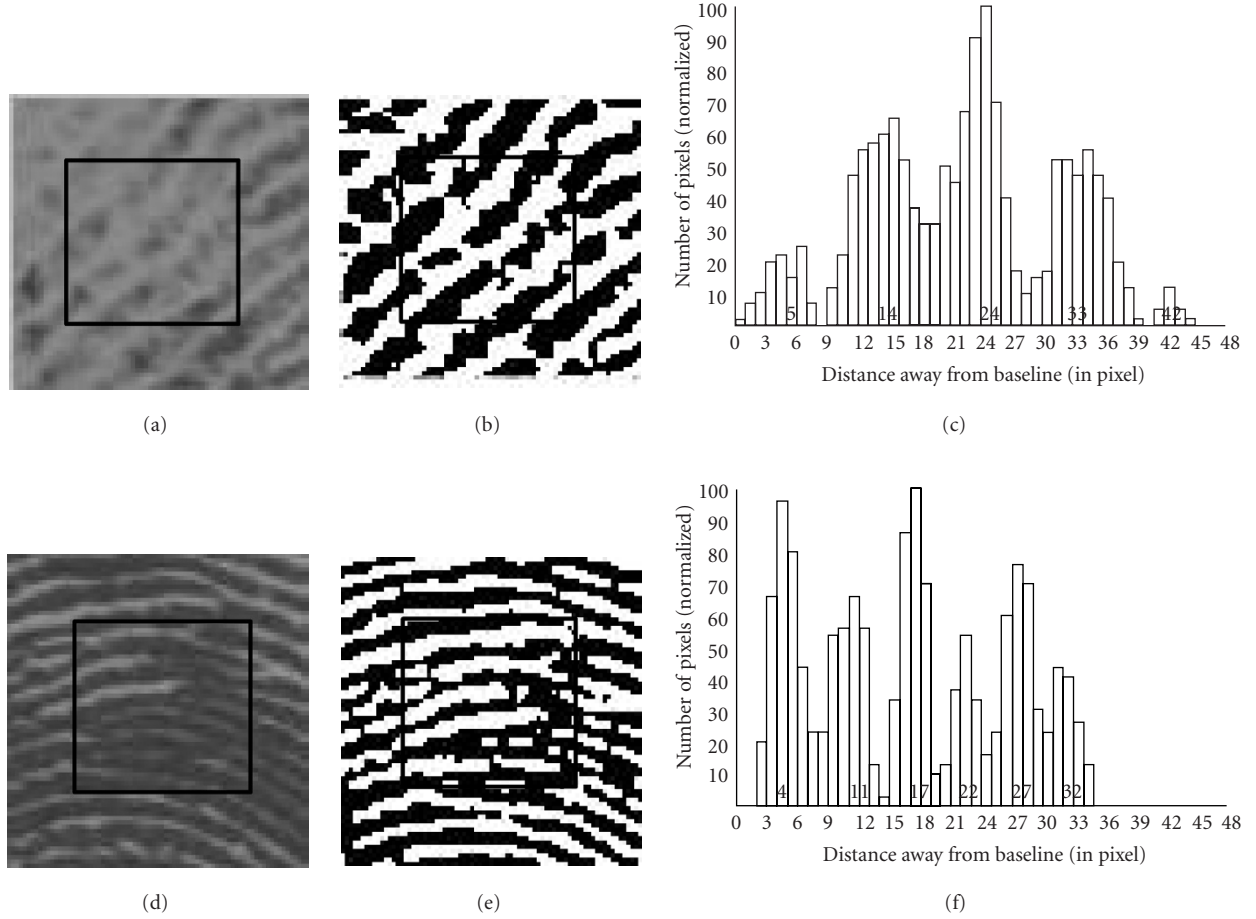 100
90
80
70
60
50
40
30
20
10
Number of pixels (normalized)
5 14 24 33 42
0 3 6 9 12 15 18 21 24 27 30 33 36 39 42 45 48
Distance away from baseline (in pixel)
(a) (b) (c)
100
90
80
70
60
50
40
30
20
10
Number of pixels (normalized)
4 11 17 22 27 32
0 3 6 9 12 15 18 21 24 27 30 33 36 39 42 45 48
Distance away from baseline (in pixel)
(d) (e) (f)